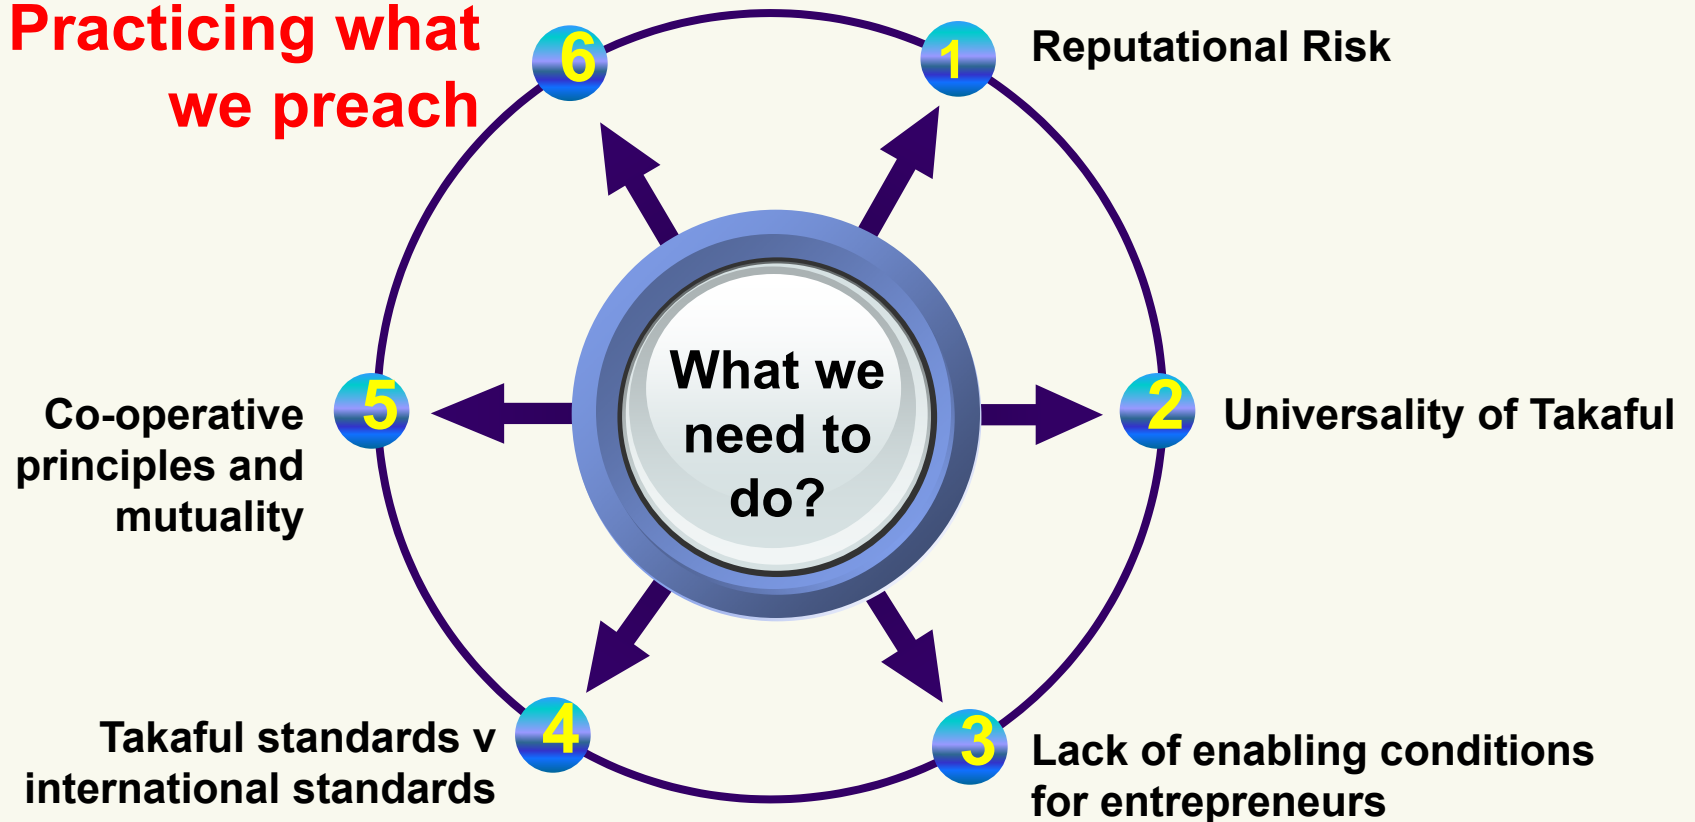 Practicing what
we preach
6
1
Reputational Risk
What we
need to
do?
5
Co-operative
principles and
mutuality
2
Universality of Takaful
4
Takaful standards v
international standards
3
Lack of enabling conditions
for entrepreneurs